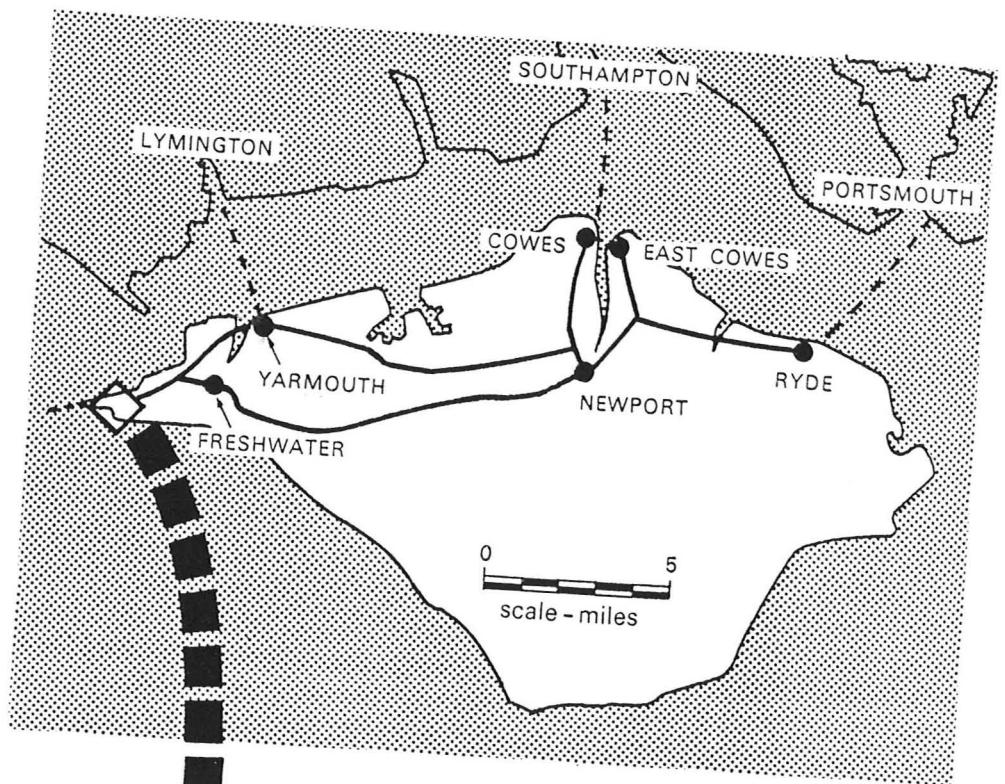 SOUTHAMPTON
LYMINGTON
PORTSMOUTH
COWES
EAST COWES
YARMOUTH
RYDE
NEWPORT
FRESHWATER
0 5
scale-miles